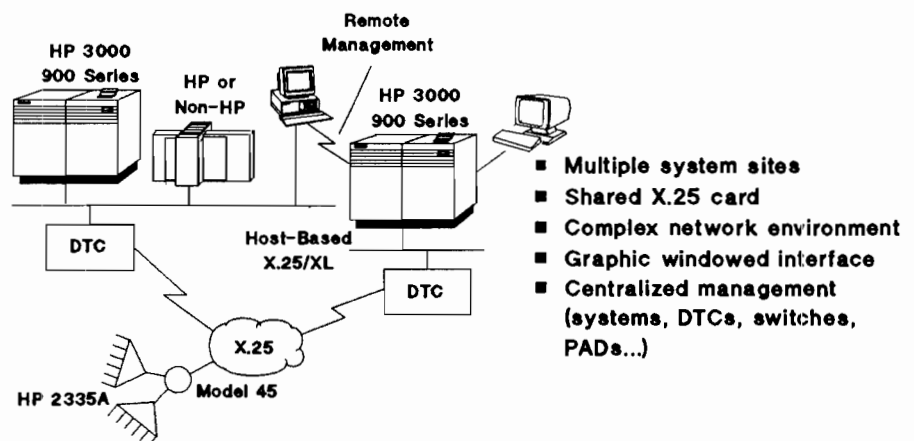 Remote
Management
HP 3000
900 Series
HP or
Non-HP
HP 3000
900 Series
DTC
Host-Based
X.25/XL
DTC
X.25
Model 45
HP 2335A
■ Multiple system sites
■ Shared X.25 card
■ Complex network environment
■ Graphic windowed interface
■ Centralized management
(systems, DTCs, switches,
PADs...)